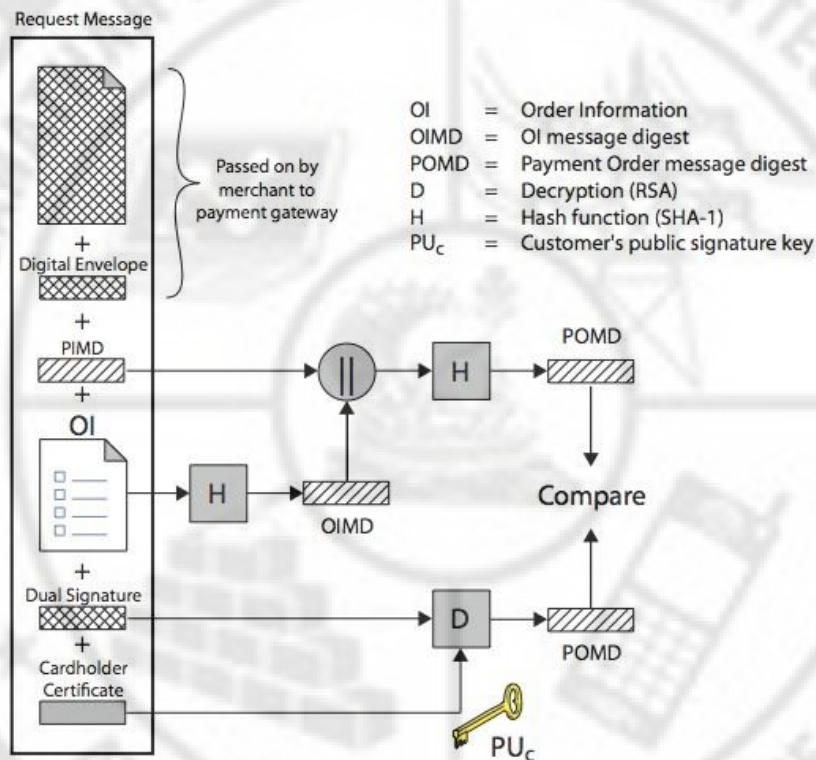 Request Message
OI = Order Information
OIMD = OI message digest
POMD = Payment Order message digest
D = Decryption (RSA)
H = Hash function (SHA-1)
PUc = Customer's public signature key
Passed on by
merchant to
payment gateway
+
Digital Envelope
+
PIMD
+
OI
||
H
POMD
H
OIMD
Compare
+
Dual Signature
D
POMD
+
Cardholder
Certificate
PUc